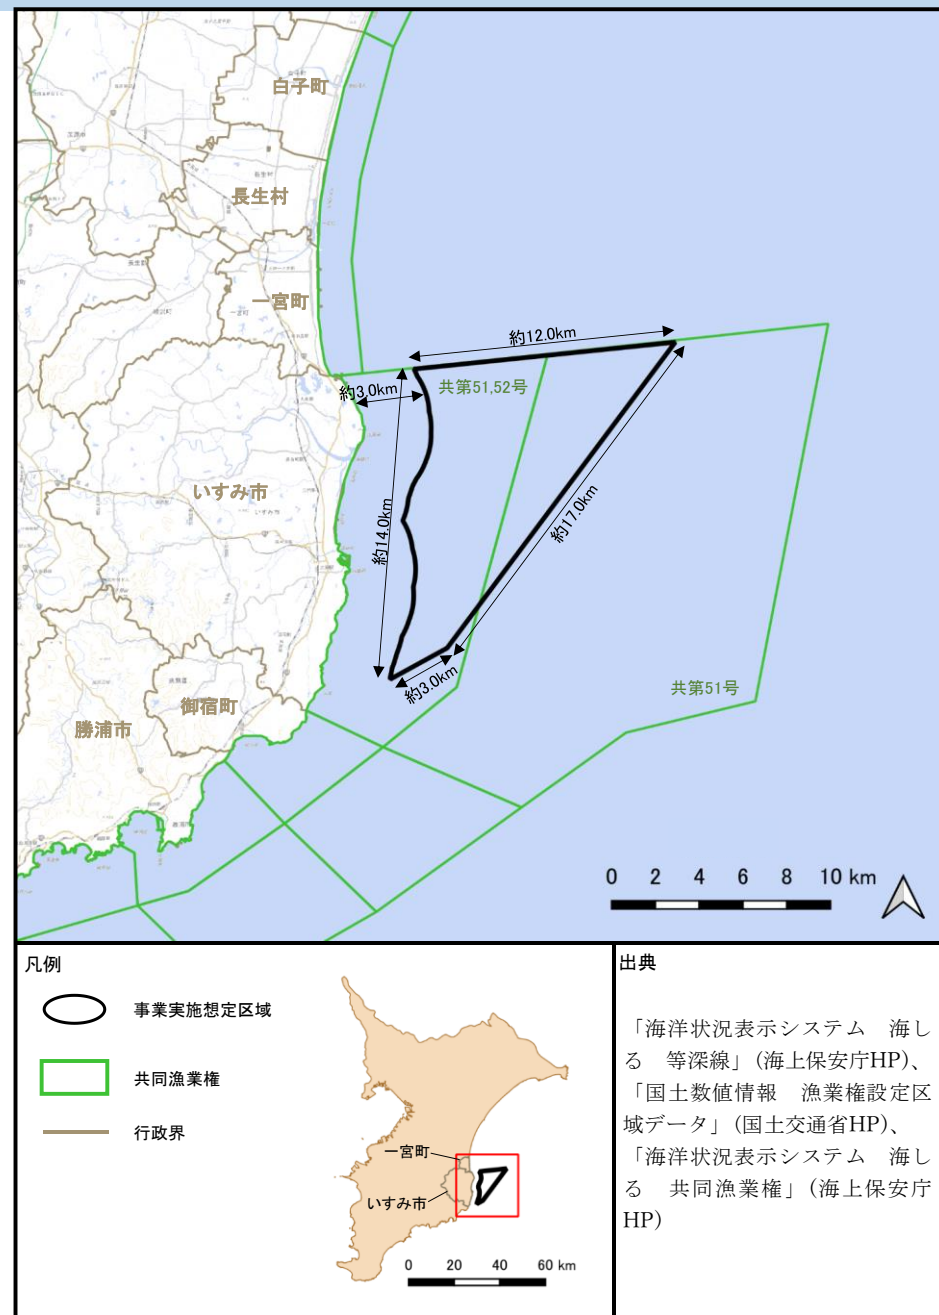 白子町
長生村
一宮町
約12.0km
約3.0km
共第51,52号
いすみ市
約14.0km
約17.0km
約3.0km
共第51号
御宿町
勝浦市
0 2 4 6 8 10 km
凡例
事業実施想定区域
共同漁業権
行政界
一宮町
いすみ市
0 20 40 60 km
出典
「海洋状況表示システム　海し
る　等深線」(海上保安庁HP)、
「国土数値情報　漁業権設定区
域データ」(国土交通省HP)、
「海洋状況表示システム　海し
る　共同漁業権」(海上保安庁
HP)